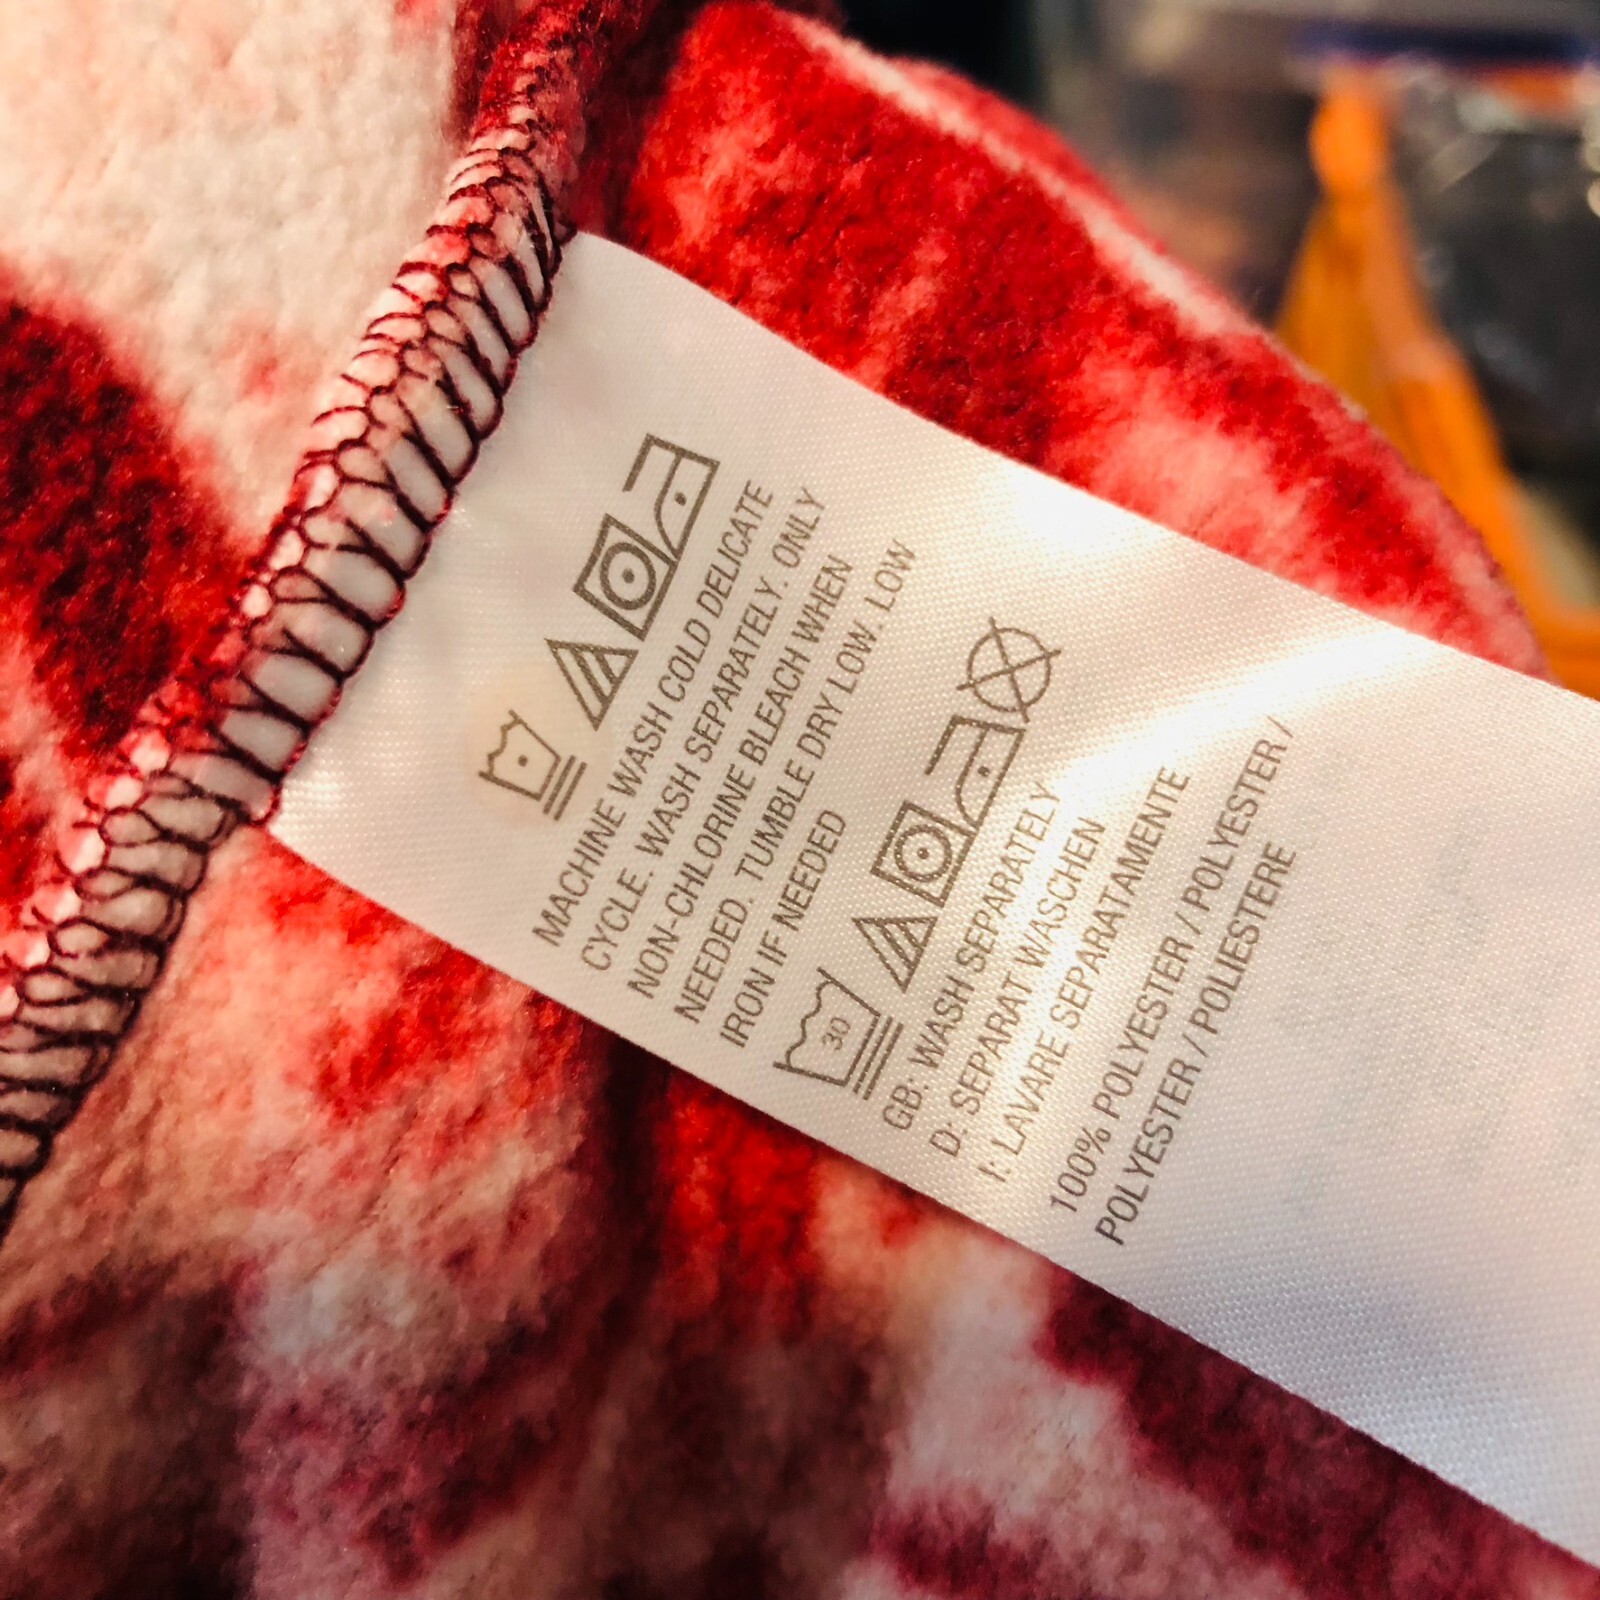 MACHINE WASH COLD DELICATE
CYCLE. WASH SEPARATELY. ONLY
NON-CHLORINE BLEACH WHEN
NEEDED. TUMBLE DRY LOW. LOW
IRON IF NEEDED
30
GB: WASH SEPARATELY
D: SEPARAT WASCHEN
I: LAVARE SEPARATAMENTE
100% POLYESTER / POLYESTER /
POLYESTER / POLIESTERE